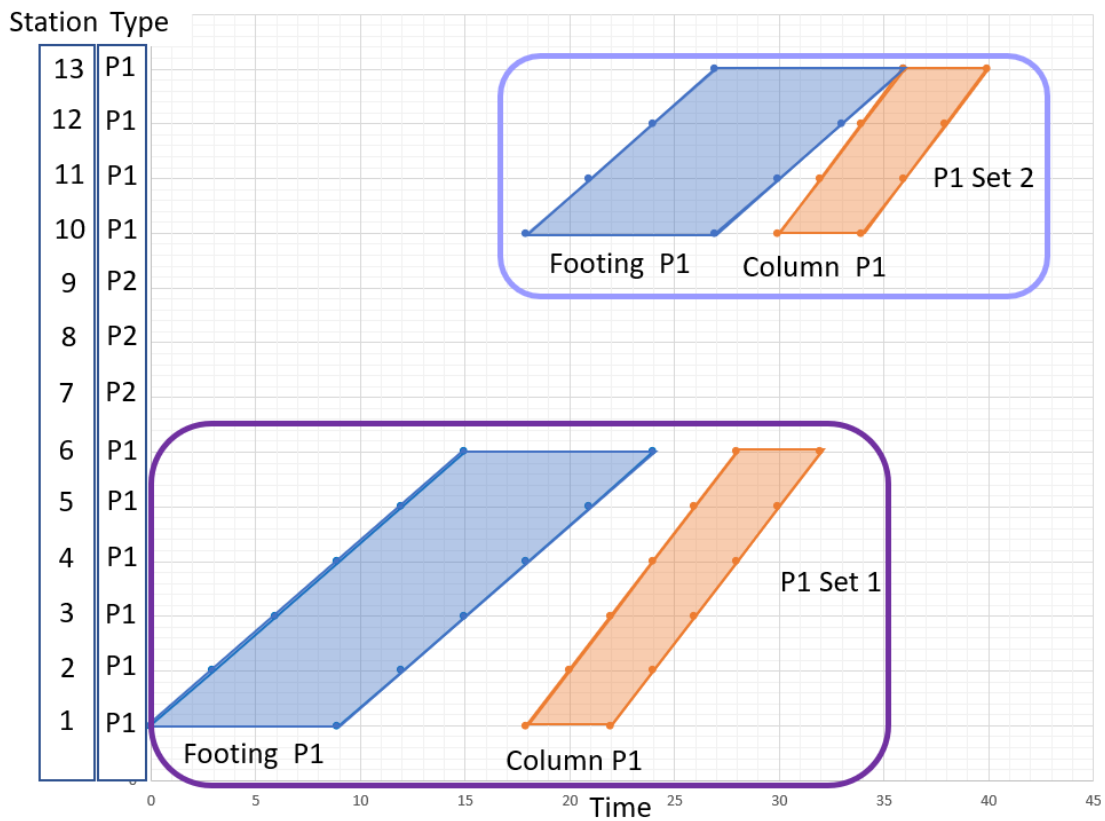 Station Type
13 P1
12 P1
11 P1
P1 Set 2
10 P1
Footing P1 Column P1
9 P2
8 P2
7 P2
6 P1
5 P1
4 P1
P1 Set 1
3 P1
2 P1
1 P1
Footing P1 Column P1
0 5 10 15 20 25 30 35 40 45
Time